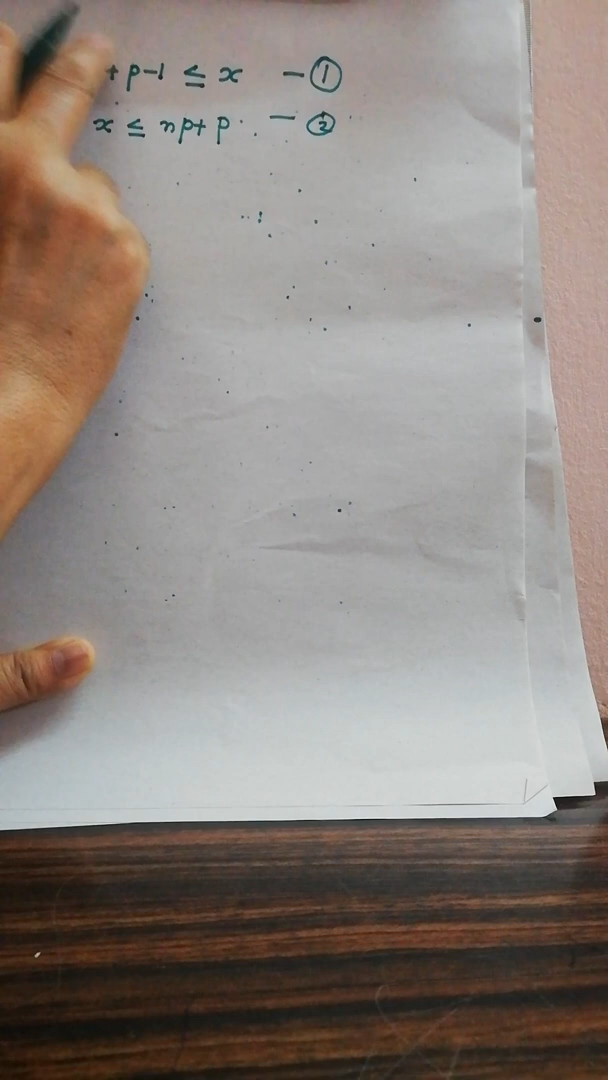 + p-1 ≤ x - ①
x ≤ np+p. - ②